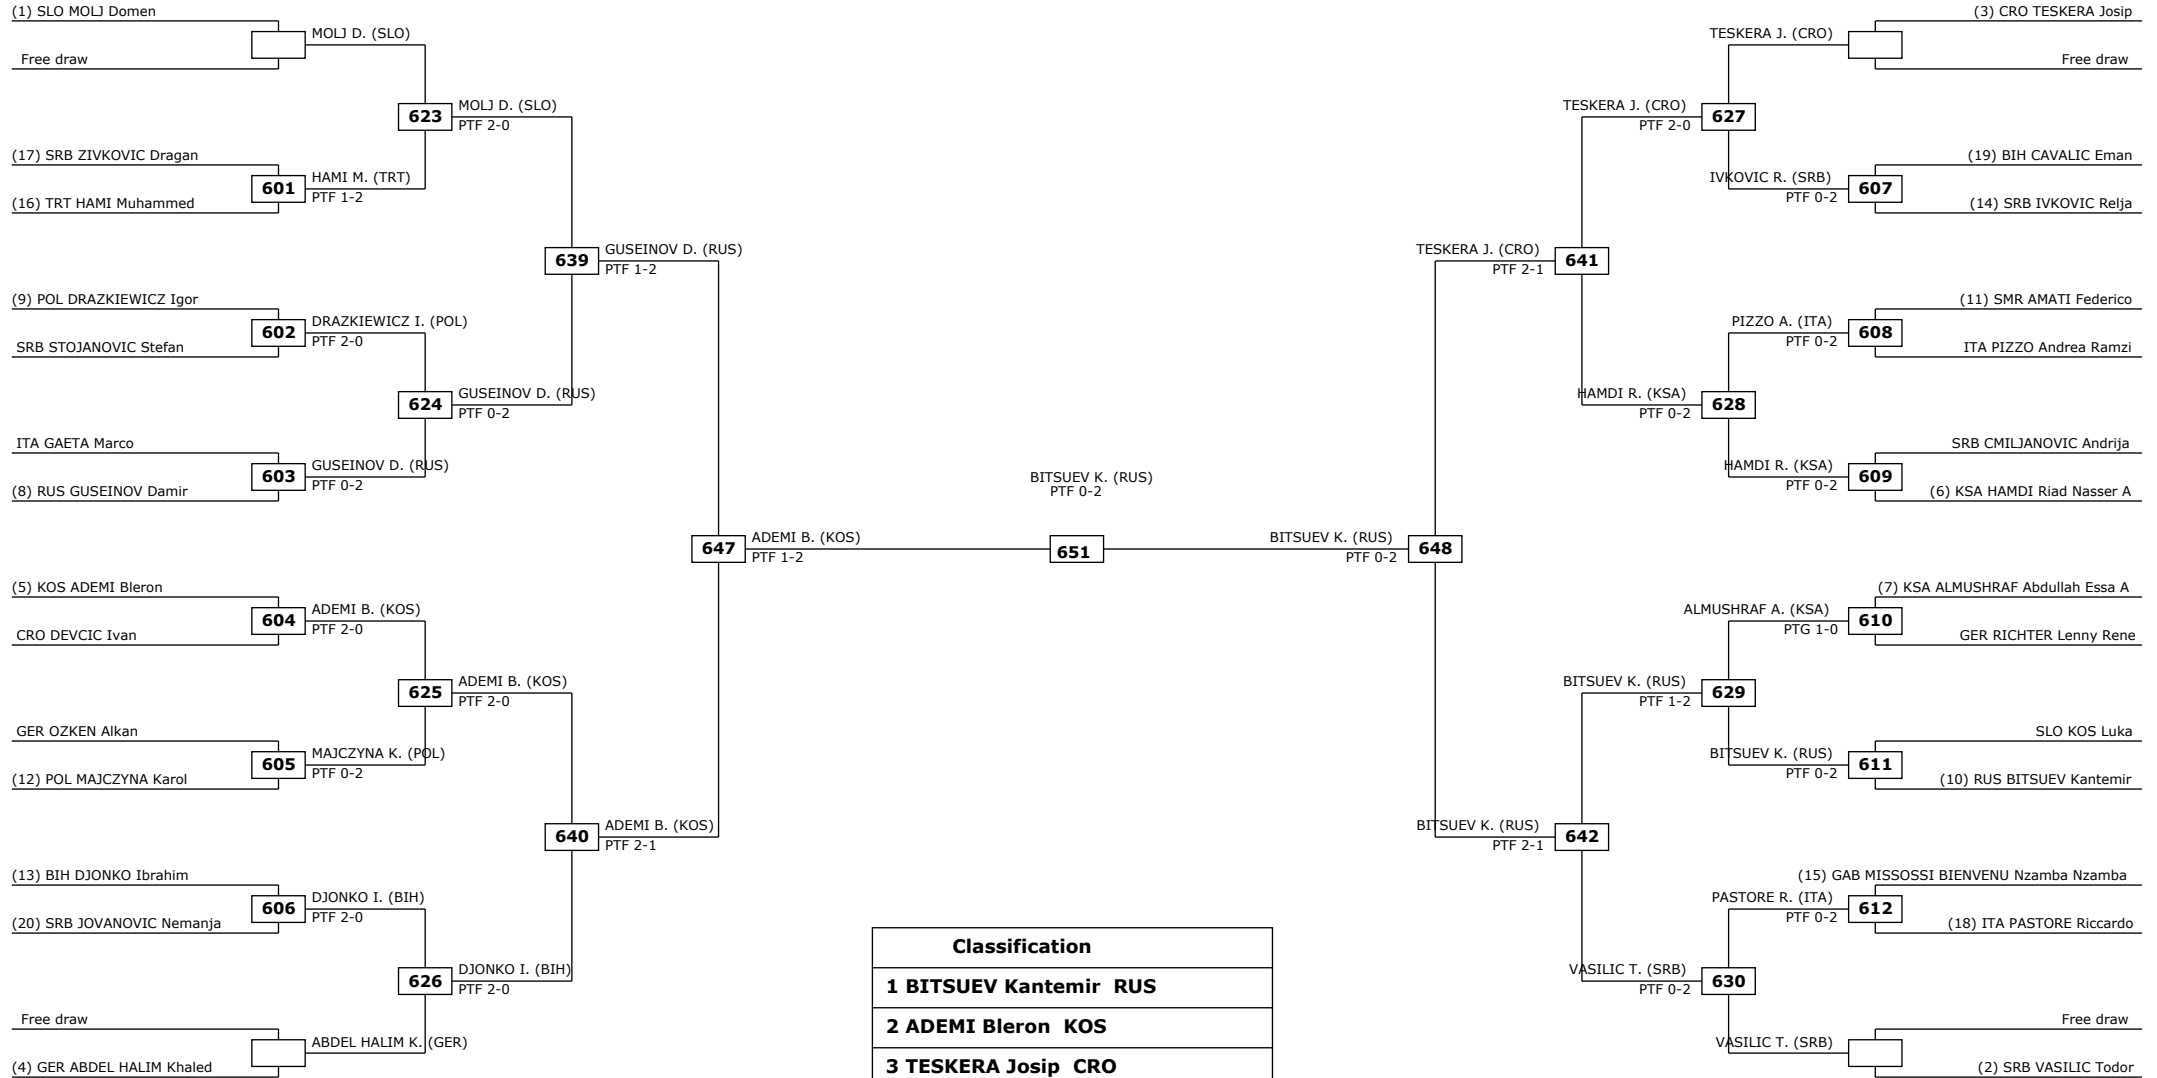 (1) SLO MOLJ Domen
MOLJ D. (SLO)
Free draw
623
MOLJ D. (SLO)
PTF 2-0
(17) SRB ZIVKOVIC Dragan
601
HAMI M. (TRT)
PTF 1-2
(16) TRT HAMI Muhammed
639
GUSEINOV D. (RUS)
PTF 1-2
(9) POL DRAZKIEWICZ Igor
602
DRAZKIEWICZ I. (POL)
PTF 2-0
SRB STOJANOVIC Stefan
624
GUSEINOV D. (RUS)
PTF 0-2
ITA GAETA Marco
603
GUSEINOV D. (RUS)
PTF 0-2
(8) RUS GUSEINOV Damir
647
ADEMI B. (KOS)
PTF 1-2
(5) KOS ADEMI Bleron
604
ADEMI B. (KOS)
PTF 2-0
CRO DEVCIC Ivan
625
ADEMI B. (KOS)
PTF 2-0
GER OZKEN Alkan
605
MAJCZYNA K. (POL)
PTF 0-2
(12) POL MAJCZYNA Karol
640
ADEMI B. (KOS)
PTF 2-1
(13) BIH DJONKO Ibrahim
606
DJONKO I. (BIH)
PTF 2-0
(20) SRB JOVANOVIC Nemanja
626
DJONKO I. (BIH)
PTF 2-0
Free draw
ABDEL HALIM K. (GER)
(4) GER ABDEL HALIM Khaled
BITSUEV K. (RUS)
PTF 0-2
651
(3) CRO TESKERA Josip
TESKERA J. (CRO)
Free draw
TESKERA J. (CRO)
PTF 2-0
627
(19) BIH CAVALIC Eman
IVKOVIC R. (SRB)
PTF 0-2
607
(14) SRB IVKOVIC Relja
TESKERA J. (CRO)
PTF 2-1
641
(11) SMR AMATI Federico
PIZZO A. (ITA)
PTF 0-2
608
ITA PIZZO Andrea Ramzi
HAMDI R. (KSA)
PTF 0-2
628
SRB CMILJANOVIC Andrija
HAMDI R. (KSA)
PTF 0-2
609
(6) KSA HAMDI Riad Nasser A
BITSUEV K. (RUS)
PTF 0-2
648
(7) KSA ALMUSHRAF Abdullah Essa A
ALMUSHRAF A. (KSA)
PTG 1-0
610
GER RICHTER Lenny Rene
BITSUEV K. (RUS)
PTF 1-2
629
SLO KOS Luka
BITSUEV K. (RUS)
PTF 0-2
611
(10) RUS BITSUEV Kantemir
BITSUEV K. (RUS)
PTF 2-1
642
(15) GAB MISSOSSI BIENVENU Nzamba Nzamba
PASTORE R. (ITA)
PTF 0-2
612
(18) ITA PASTORE Riccardo
VASILIC T. (SRB)
PTF 0-2
630
Free draw
VASILIC T. (SRB)
(2) SRB VASILIC Todor
Classification
1 BITSUEV Kantemir RUS
2 ADEMI Bleron KOS
3 TESKERA Josip CRO